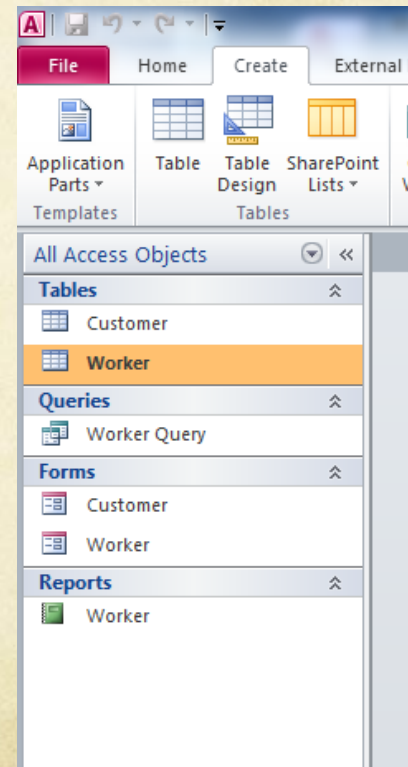 A
File Home Create External
Application Parts Table Table Design SharePoint Lists
Templates Tables
All Access Objects
Tables
Customer
Worker
Queries
Worker Query
Forms
Customer
Worker
Reports
Worker